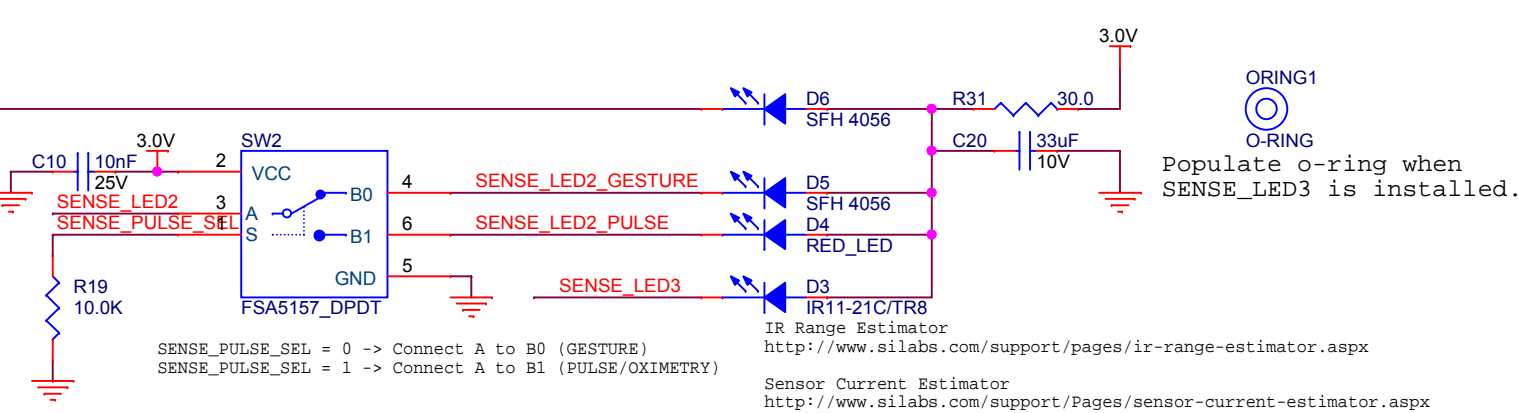 3.0V
ORING1
D6
R31
30.0
SFH 4056
3.0V
SW2
C20
33uF
O-RING
C10
10nF
2
VCC
10V
Populate o-ring when
25V
4
SENSE_LED2_GESTURE
D5
SENSE_LED3 is installed.
SENSE_LED2
3
A
B0
SFH 4056
SENSE_PULSE_SEL
1
S
B1
6
SENSE_LED2_PULSE
D4
RED_LED
5
GND
R19
SENSE_LED3
D3
10.0K
FSA5157_DPDT
IR11-21C/TR8
IR Range Estimator
SENSE_PULSE_SEL = 0 -> Connect A to B0 (GESTURE)
http://www.silabs.com/support/pages/ir-range-estimator.aspx
SENSE_PULSE_SEL = 1 -> Connect A to B1 (PULSE/OXIMETRY)
Sensor Current Estimator
http://www.silabs.com/support/Pages/sensor-current-estimator.aspx